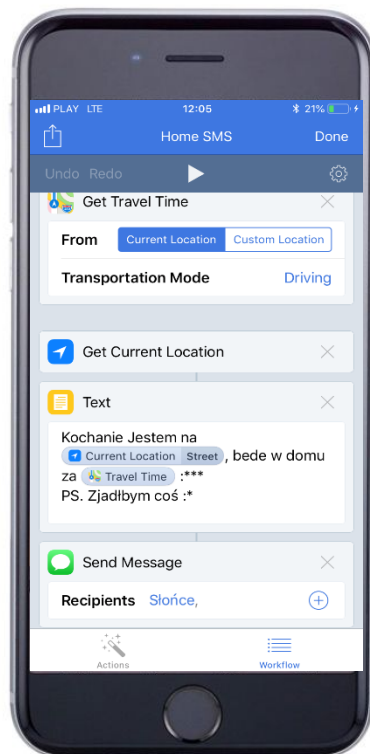 PLAY LTE 12:05 21%
Home SMS Done
Undo Redo
Get Travel Time
From Current Location Custom Location
Transportation Mode Driving
Get Current Location
Text
Kochanie Jestem na
Current Location Street , bede w domu
za Travel Time :***
PS. Zjadłbym coś :*
Send Message
Recipients Słońce,
Actions Workflow